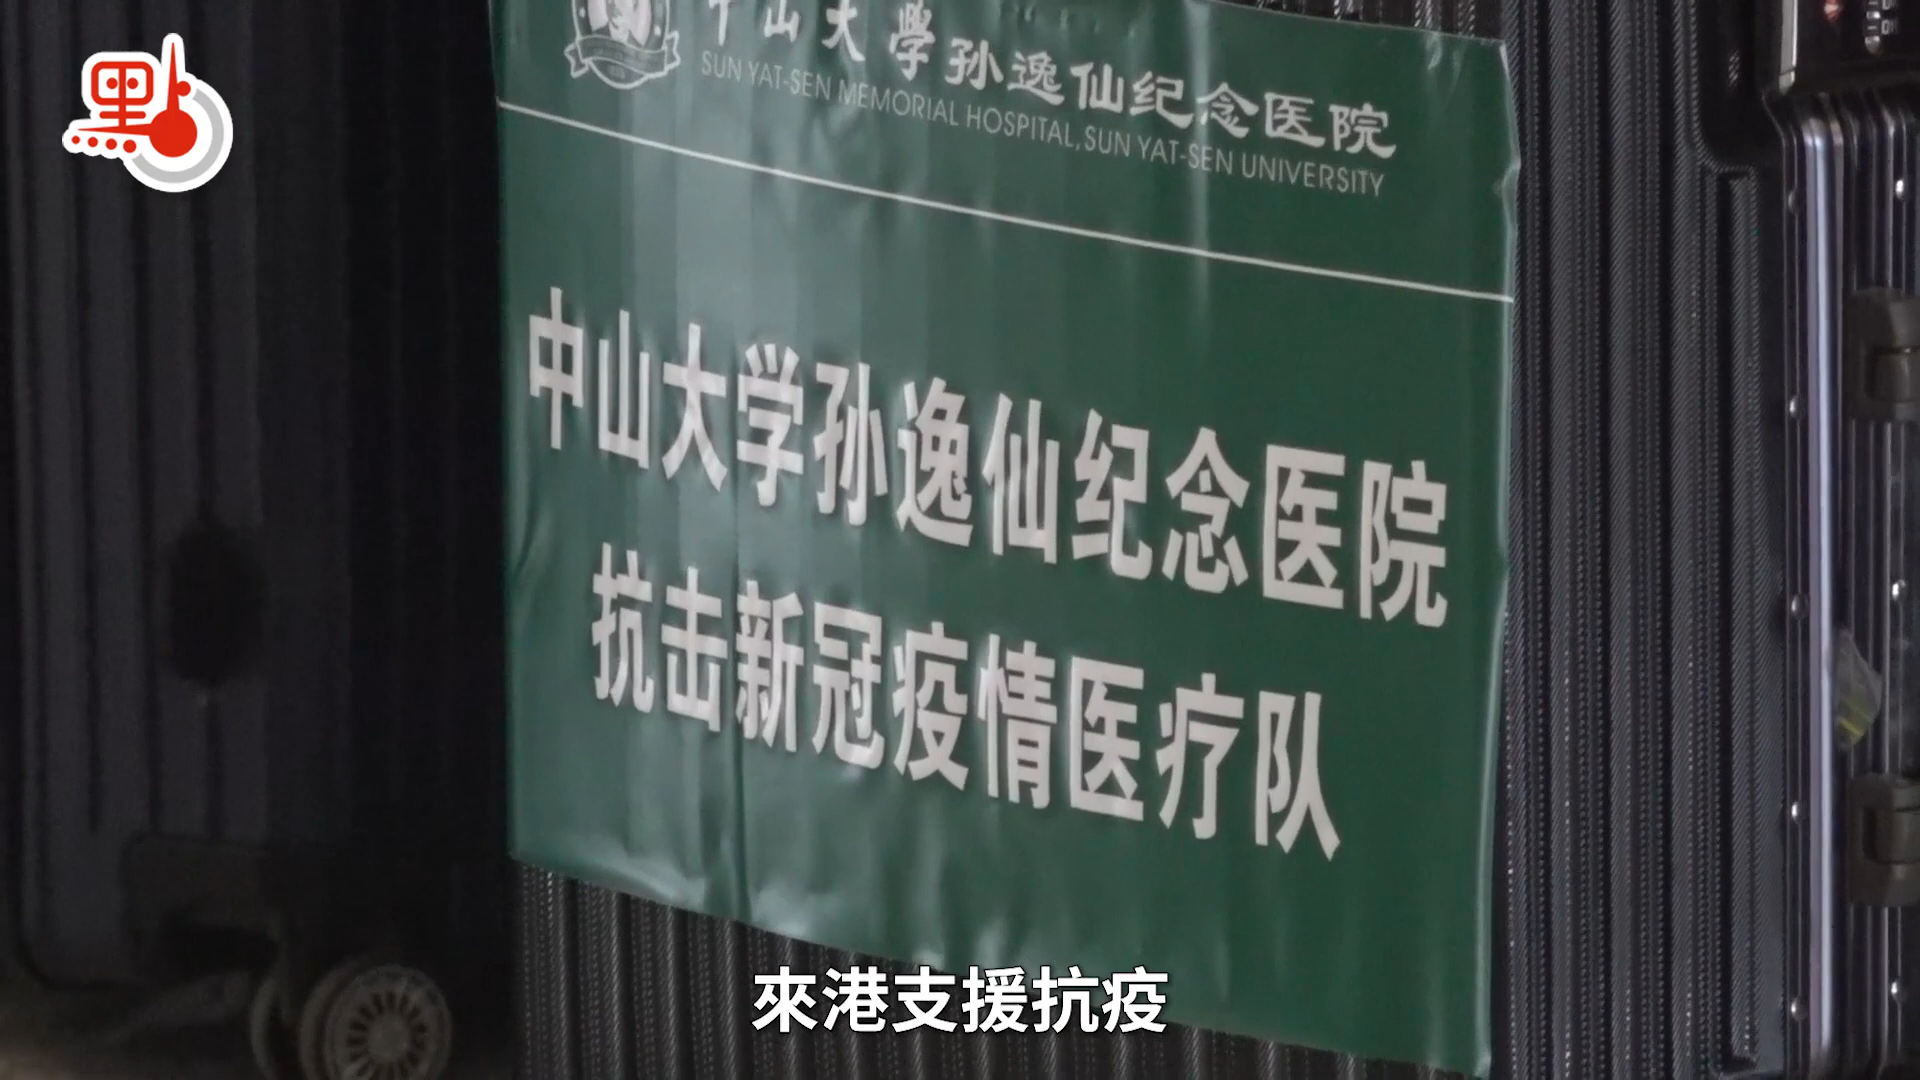 點
中山大學孙逸仙纪念医院
SUN YAT-SEN MEMORIAL HOSPITAL, SUN YAT-SEN UNIVERSITY
中山大学孙逸仙纪念医院
抗击新冠疫情医疗队
來港支援抗疫